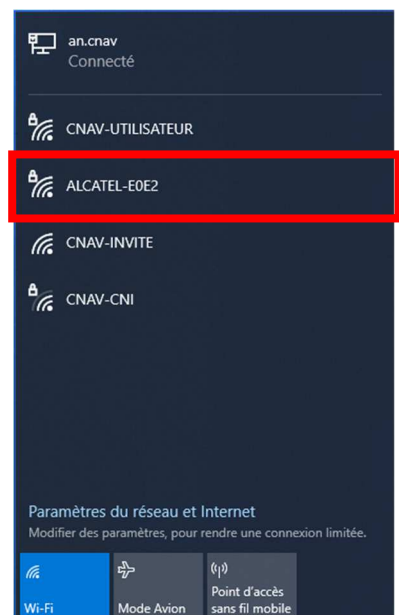 an.cnav
Connecté
CNAV-UTILISATEUR
ALCATEL-E0E2
CNAV-INVITE
CNAV-CNI
Paramètres du réseau et Internet
Modifier des paramètres, pour rendre une connexion limitée.
Wi-Fi
Mode Avion
Point d'accès
sans fil mobile